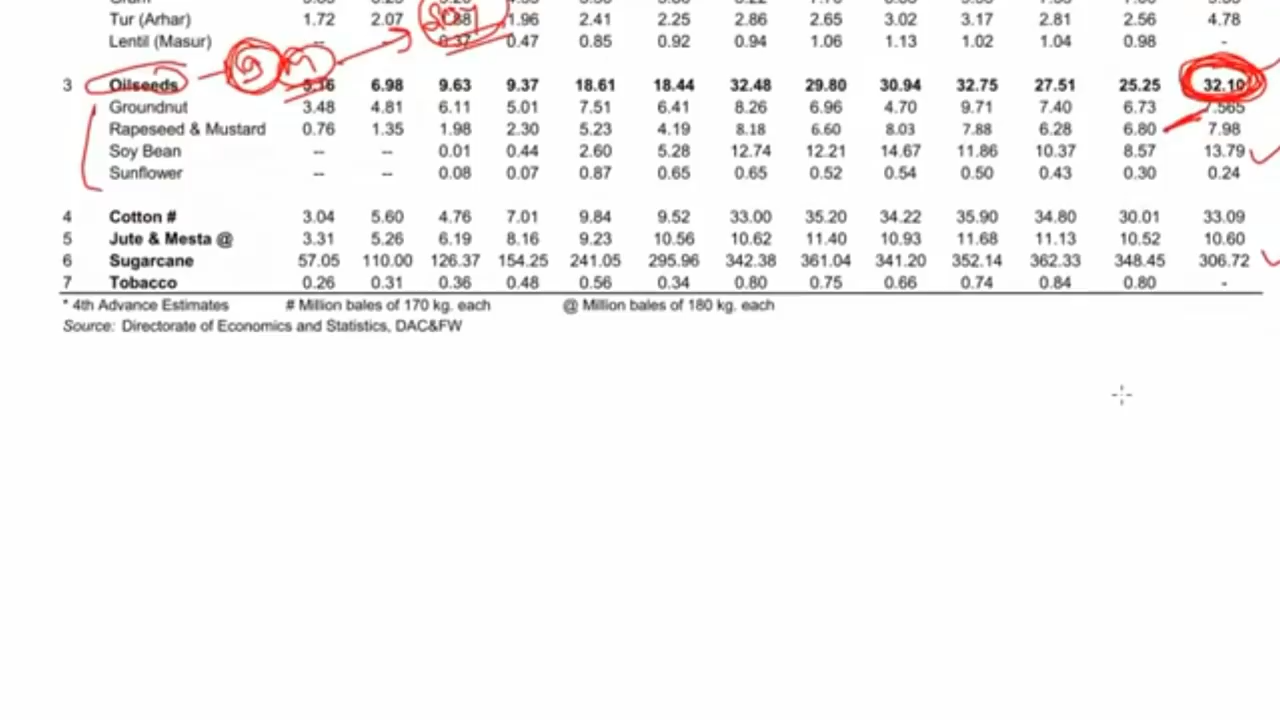 Tur (Arhar) 1.72 2.07 1.96 2.41 2.25 2.86 2.65 3.02 3.17 2.81 2.56 4.78
Lentil (Masur) -- 0.37 0.47 0.85 0.92 0.94 1.06 1.13 1.02 1.04 0.98 -
3 Oilseeds 5.16 6.98 9.63 9.37 18.61 18.44 32.48 29.80 30.94 32.75 27.51 25.25 32.10
Groundnut 3.48 4.81 6.11 5.01 7.51 6.41 8.26 6.96 4.70 9.71 7.40 6.73 7.565
Rapeseed & Mustard 0.76 1.35 1.98 2.30 5.23 4.19 8.18 6.60 8.03 7.88 6.28 6.80 7.98
Soy Bean -- -- 0.01 0.44 2.60 5.28 12.74 12.21 14.67 11.86 10.37 8.57 13.79
Sunflower -- -- 0.08 0.07 0.87 0.65 0.65 0.52 0.54 0.50 0.43 0.30 0.24
4 Cotton # 3.04 5.60 4.76 7.01 9.84 9.52 33.00 35.20 34.22 35.90 34.80 30.01 33.09
5 Jute & Mesta @ 3.31 5.26 6.19 8.16 9.23 10.56 10.62 11.40 10.93 11.68 11.13 10.52 10.60
6 Sugarcane 57.05 110.00 126.37 154.25 241.05 295.96 342.38 361.04 341.20 352.14 362.33 348.45 306.72
7 Tobacco 0.26 0.31 0.36 0.48 0.56 0.34 0.80 0.75 0.66 0.74 0.84 0.80 -
* 4th Advance Estimates # Million bales of 170 kg. each @ Million bales of 180 kg. each
Source: Directorate of Economics and Statistics, DAC&FW